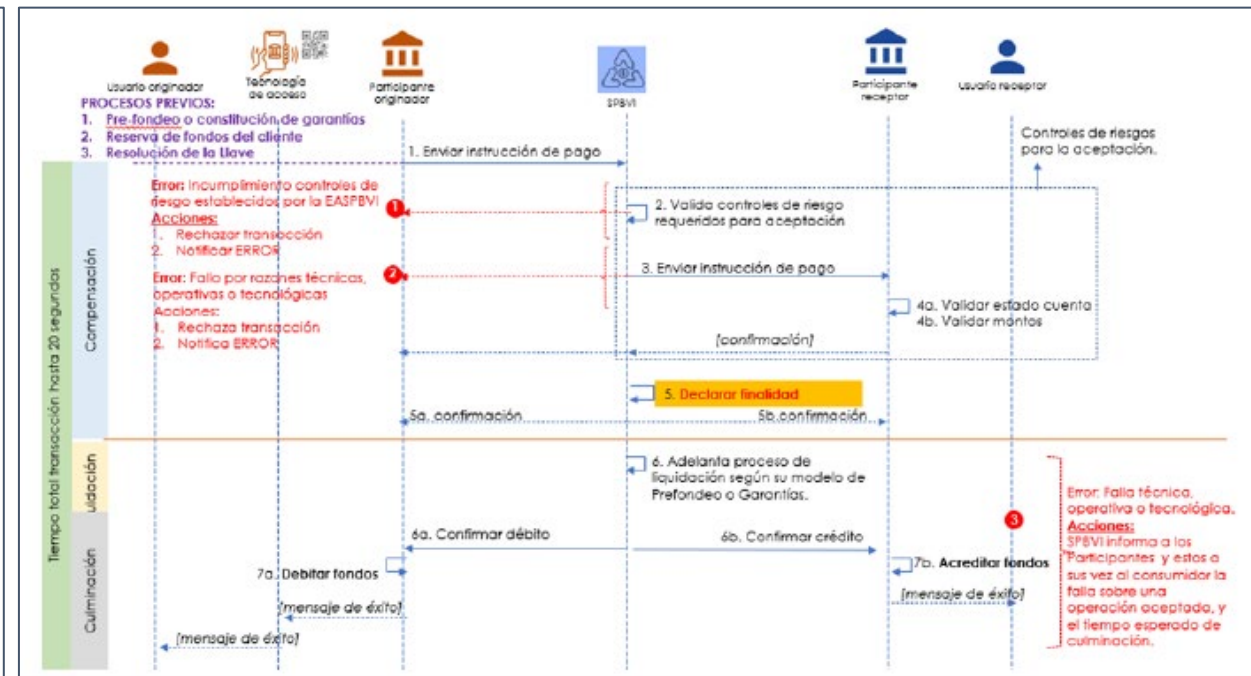 Usuario originador
Tecnología
de acceso
Participante
originador
SPBVI
Participante
receptor
Usuario receptor
PROCESOS PREVIOS:
1. Pre-fondeo o constitución de garantías
2. Reserva de fondos del cliente
3. Resolución de la Llave
Controles de riesgos
para la aceptación.
Tiempo total transacción hasta 20 segundos
Compensación
1. Enviar instrucción de pago
Error: Incumplimiento controles de
riesgo establecidos por la EASPBVI
Acciones:
1. Rechazar transacción
2. Notificar ERROR
1
2. Valida controles de riesgo
requeridos para aceptación
Error: Fallo por razones técnicas,
operativas o tecnológicas
Acciones:
1. Rechaza transacción
2. Notifica ERROR
2
3. Enviar instrucción de pago
4a. Validar estado cuenta
4b. Validar montos
[confirmación]
5. Declarar finalidad
5a. confirmación
5b.confirmación
uidación
6. Adelanta proceso de
liquidación según su modelo de
Prefondeo o Garantías.
Culminación
6a. Confirmar débito
6b. Confirmar crédito
7a. Debitar fondos
7b. Acreditar fondos
[mensaje de éxito]
[mensaje de éxito]
[mensaje de éxito]
3
Error: Falla técnica,
operativa o tecnológica.
Acciones:
SPBVI informa a los
Participantes y estos a
sus vez al consumidor la
falla sobre una
operación aceptada, y
el tiempo esperado de
culminación.